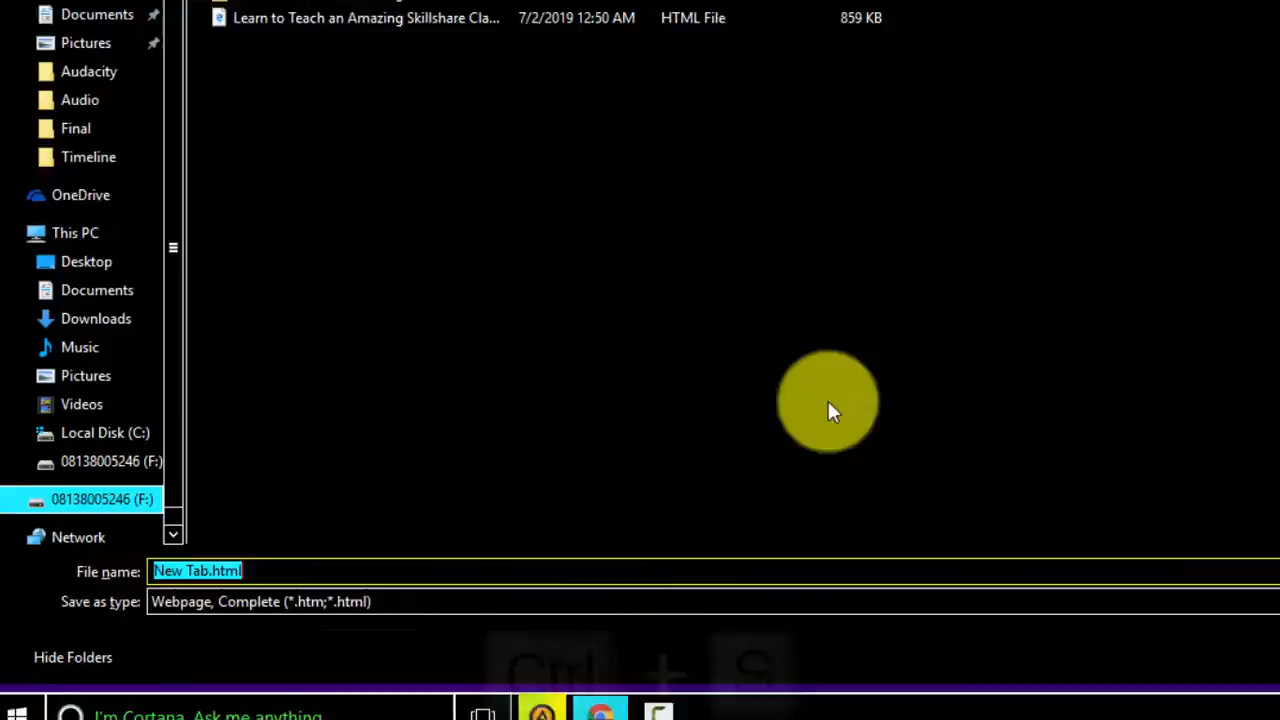 Documents
Learn to Teach an Amazing Skillshare Cla... 7/2/2019 12:50 AM HTML File 859 KB
Pictures
Audacity
Audio
Final
Timeline
OneDrive
This PC
Desktop
Documents
Downloads
Music
Pictures
Videos
Local Disk (C:)
08138005246 (F:)
08138005246 (F:)
Network
File name: New Tab.html
Save as type: Webpage, Complete (*.htm;*.html)
Hide Folders
Ctrl + S
I'm Cortana. Ask me anything.